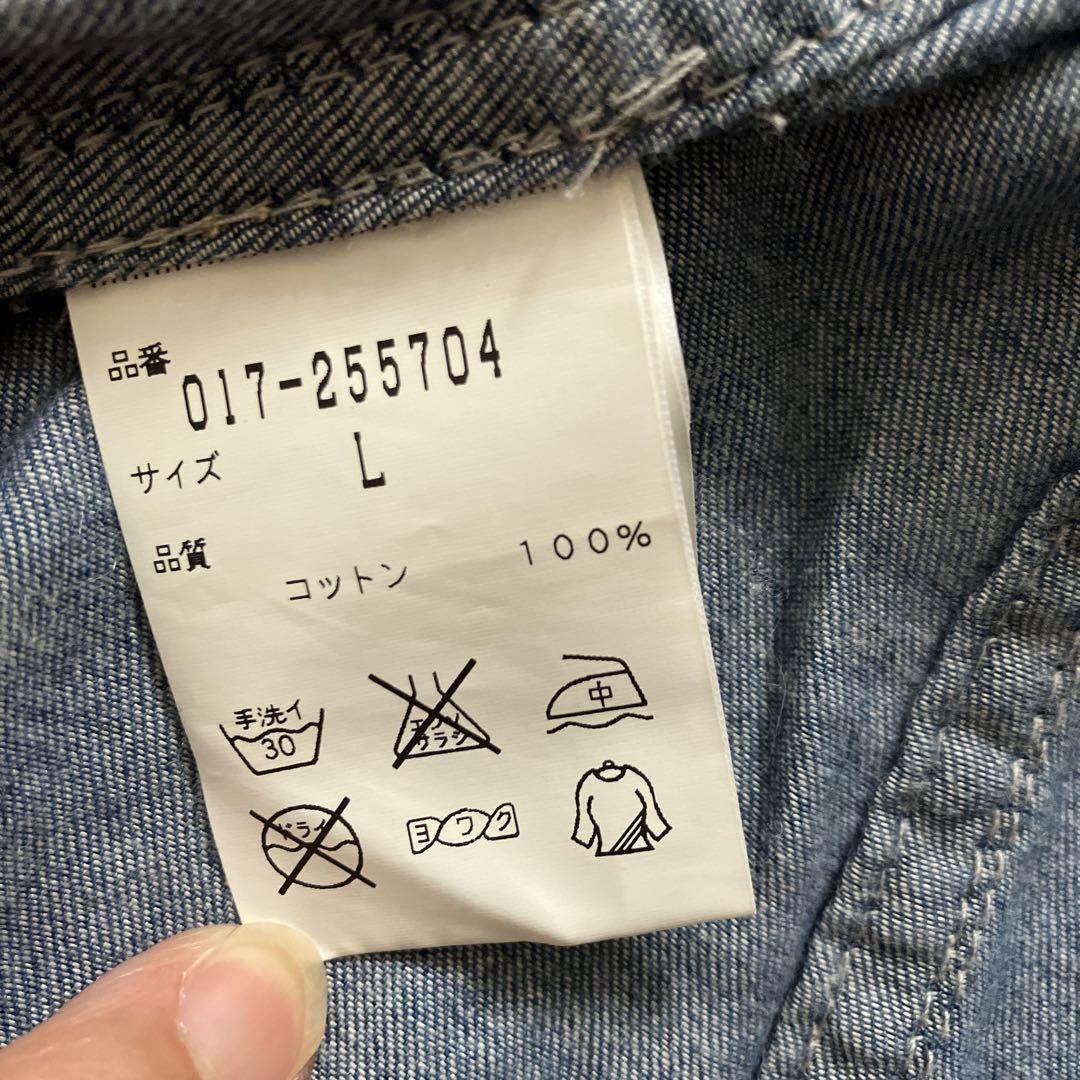 品番 017-255704
サイズ L
品質
コットン 100%
手洗イ
30
エンソ
サラシ
中
ドライ
ヨワク